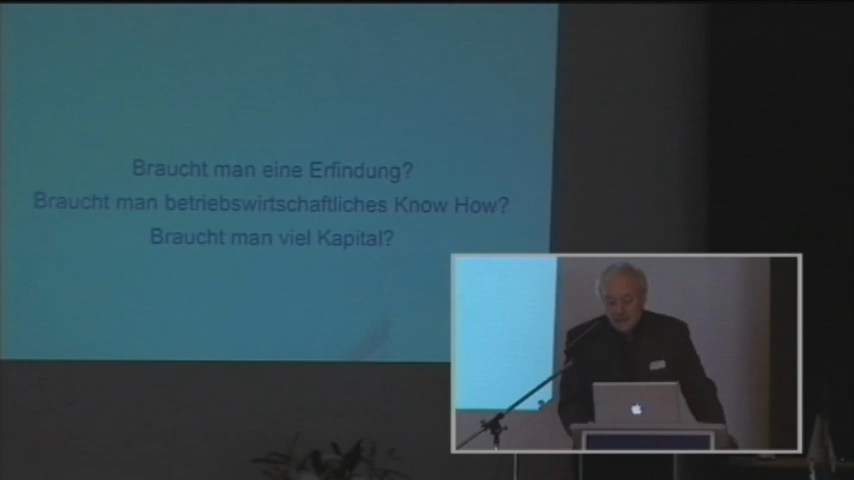 Braucht man eine Erfindung?
Braucht man betriebswirtschaftliches Know How?
Braucht man viel Kapital?